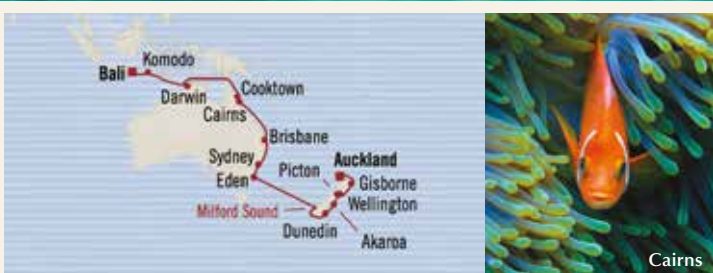 Komodo
Bali
Darwin
Cooktown
Cairns
Brisbane
Sydney
Eden
Auckland
Picton
Gisborne
Wellington
Milford Sound
Dunedin
Akaroa
Cairns